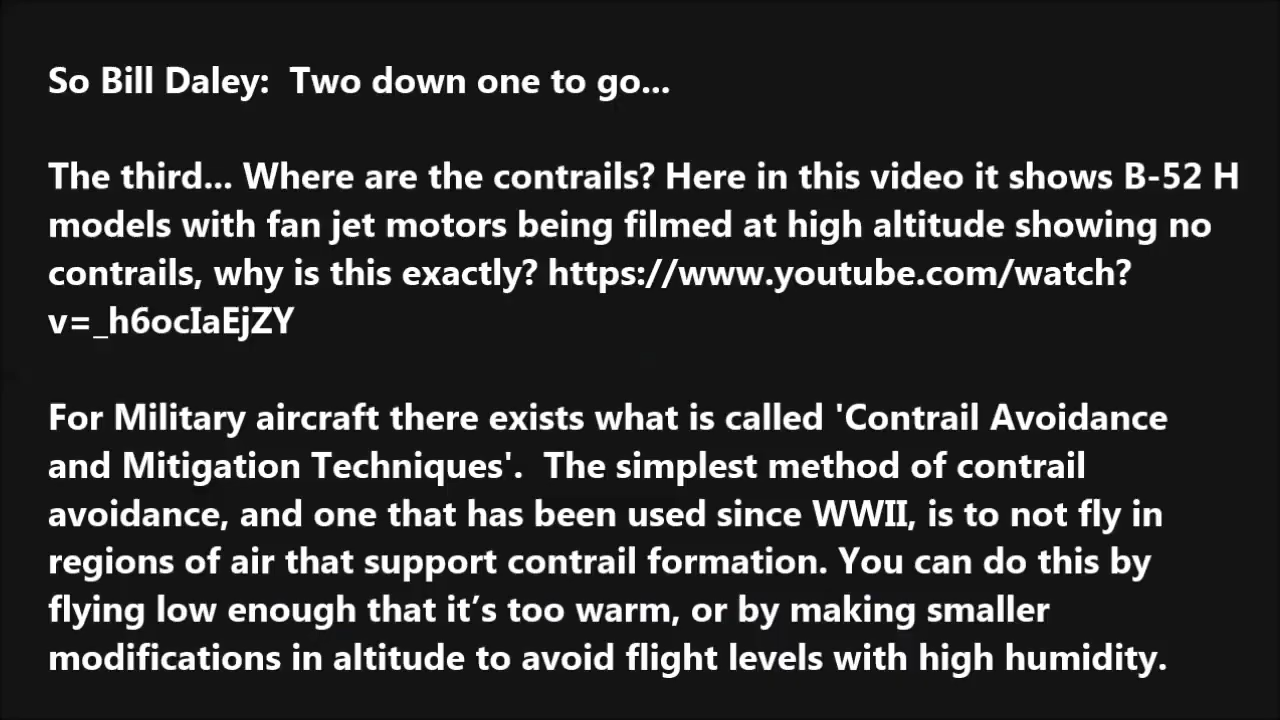 So Bill Daley:  Two down one to go...
The third... Where are the contrails? Here in this video it shows B-52 H
models with fan jet motors being filmed at high altitude showing no
contrails, why is this exactly? https://www.youtube.com/watch?
v=_h6ocIaEjZY
For Military aircraft there exists what is called 'Contrail Avoidance
and Mitigation Techniques'.  The simplest method of contrail
avoidance, and one that has been used since WWII, is to not fly in
regions of air that support contrail formation. You can do this by
flying low enough that it’s too warm, or by making smaller
modifications in altitude to avoid flight levels with high humidity.